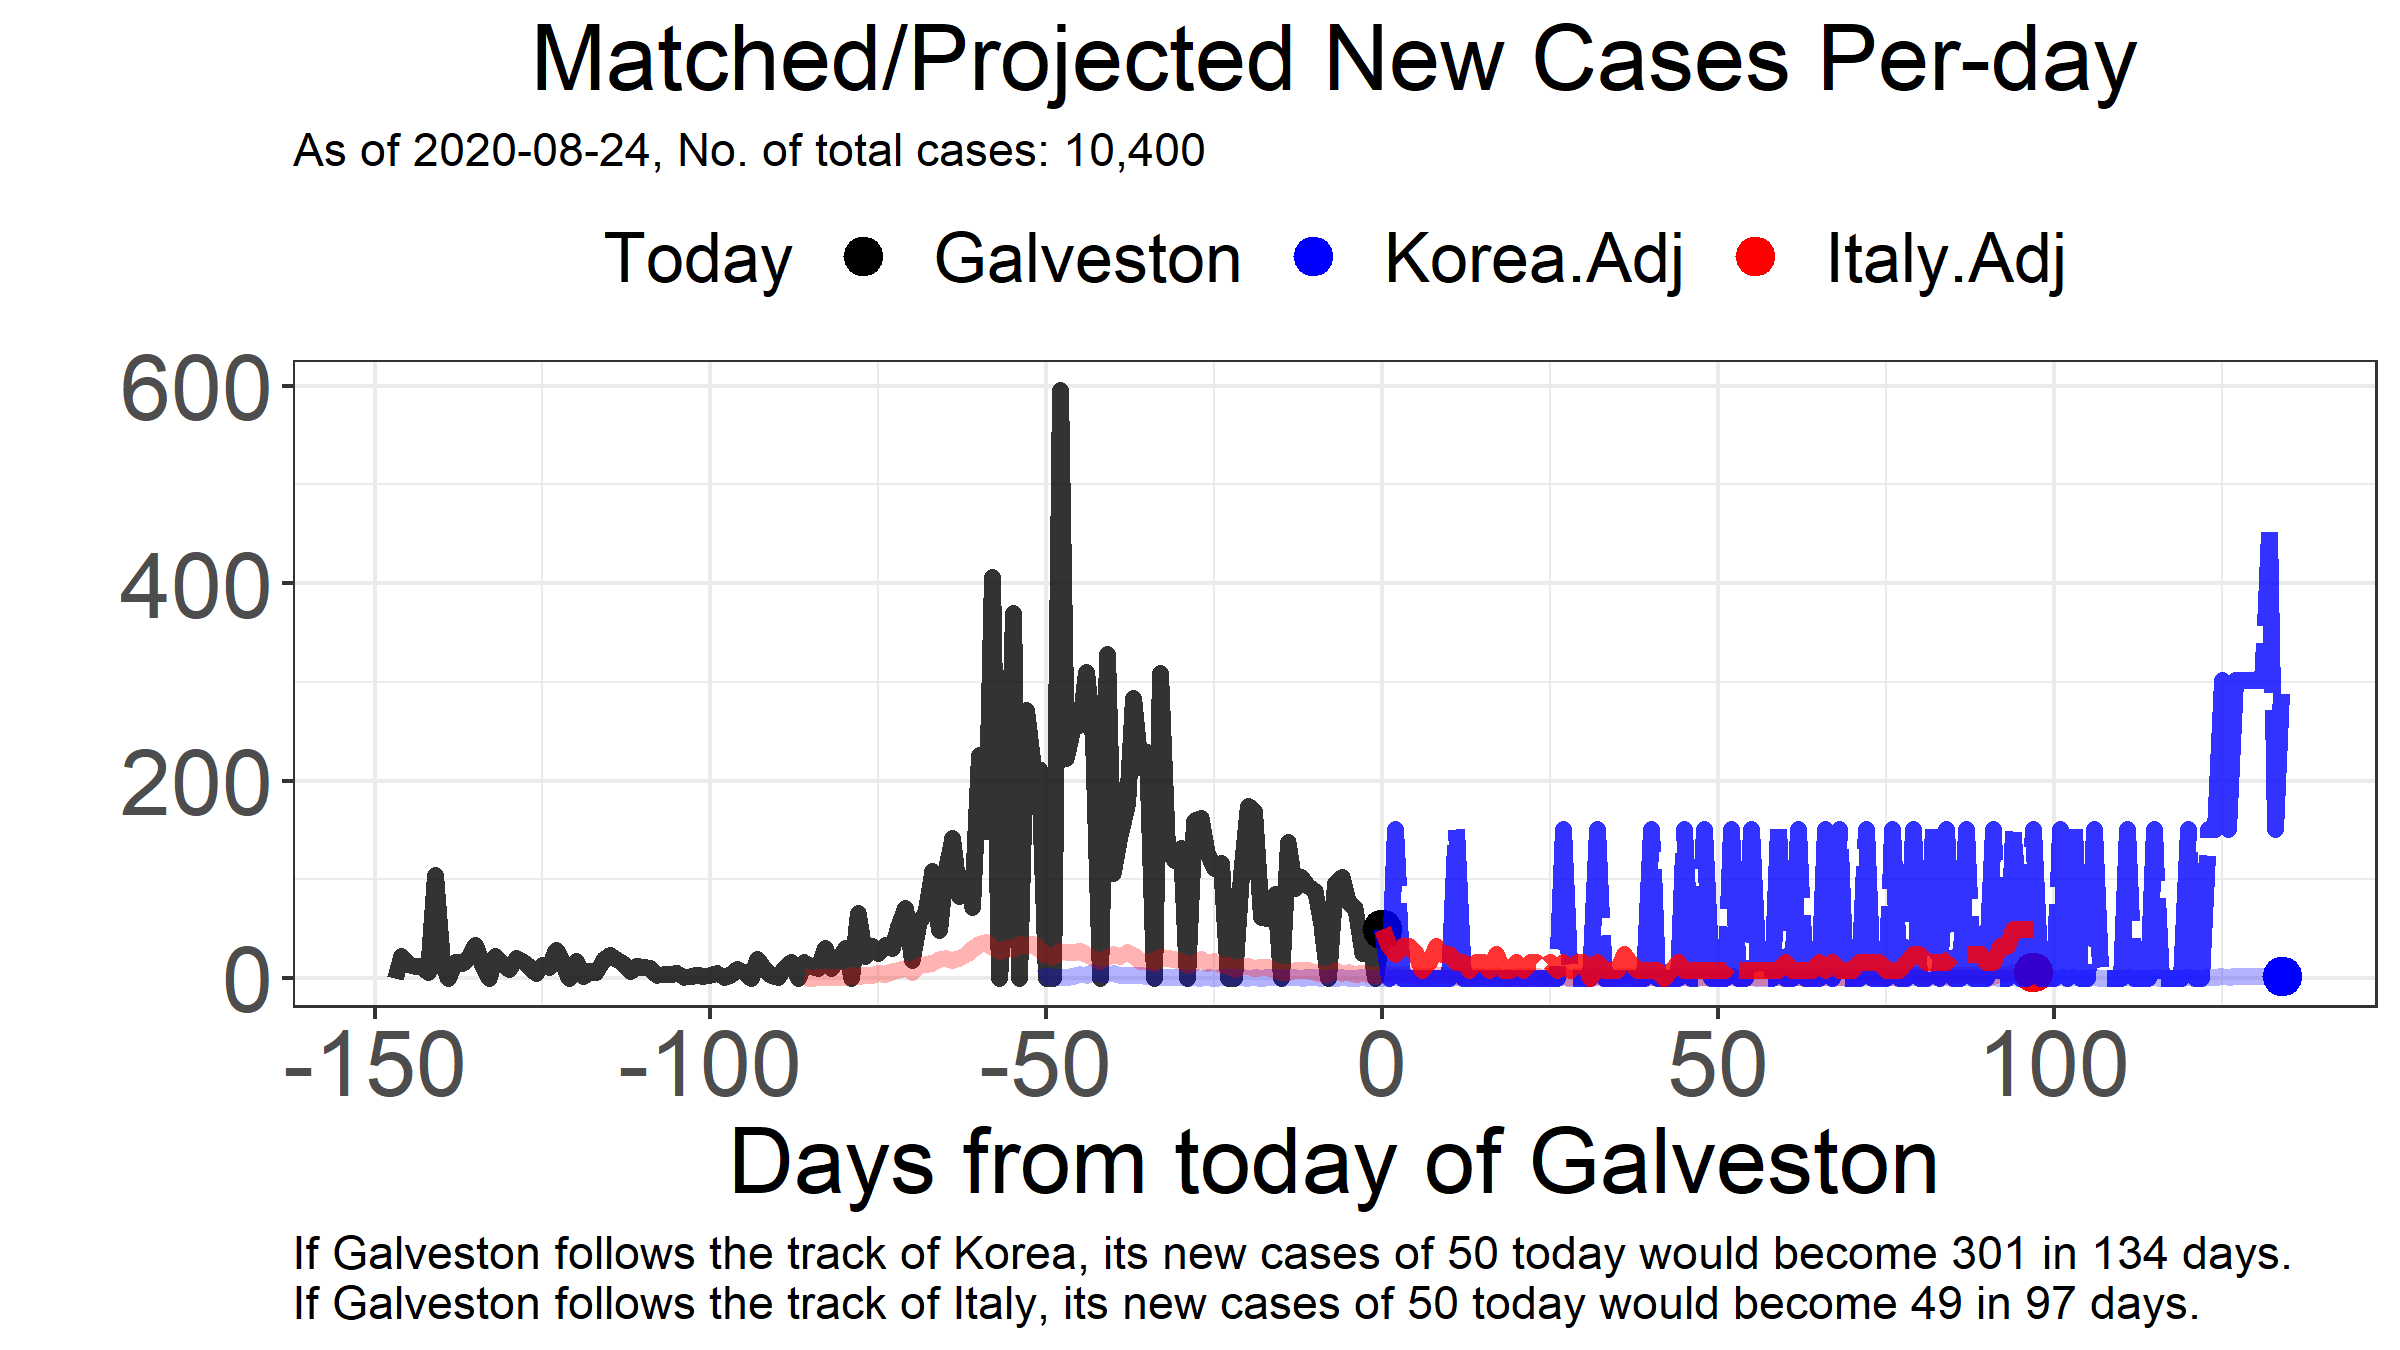 Matched/Projected New Cases Per-day
As of 2020-08-24, No. of total cases: 10,400
Today Galveston Korea.Adj Italy.Adj
600
400
200
0
-150 -100 -50 0 50 100
Days from today of Galveston
If Galveston follows the track of Korea, its new cases of 50 today would become 301 in 134 days.
If Galveston follows the track of Italy, its new cases of 50 today would become 49 in 97 days.